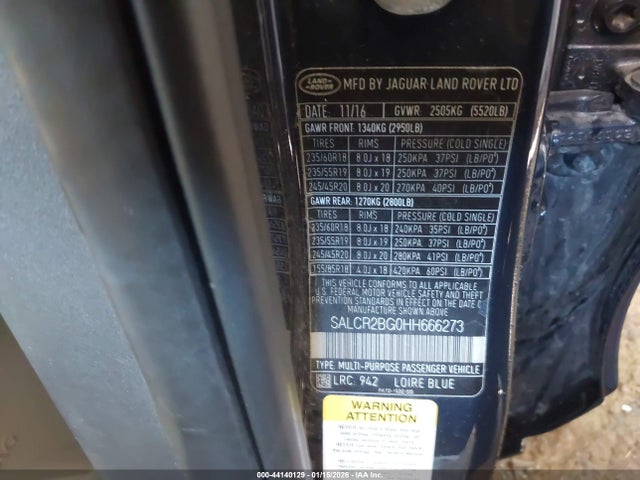 LAND ROVER MFD BY JAGUAR LAND ROVER LTD
DATE: 11/16 GVWR: 2505KG (5520LB)
GAWR FRONT: 1340KG (2950LB)
TIRES RIMS PRESSURE (COLD SINGLE)
235/60R18 8.0J x 18 250KPA 37PSI (LB/PO²)
235/55R19 8.0J x 19 250KPA 37PSI (LB/PO²)
245/45R20 8.0J x 20 270KPA 40PSI (LB/PO²)
GAWR REAR: 1270KG (2800LB)
TIRES RIMS PRESSURE (COLD SINGLE)
235/60R18 8.0J x 18 240KPA 35PSI (LB/PO²)
235/55R19 8.0J x 19 250KPA 37PSI (LB/PO²)
245/45R20 8.0J x 20 280KPA 41PSI (LB/PO²)
155/85R18 4.0J x 18 420KPA 60PSI (LB/PO²)
THIS VEHICLE CONFORMS TO ALL APPLICABLE
U.S. FEDERAL MOTOR VEHICLE SAFETY AND THEFT
PREVENTION STANDARDS IN EFFECT ON THE DATE O
MANUFACTURE SHOWN ABOVE
SALCR2BG0HH666273
TYPE: MULTI-PURPOSE PASSENGER VEHICLE
LRC: 942 LOIRE BLUE
WARNING
ATTENTION
000-44140129 - 01/15/2026 - © IAA Holdings, LLC